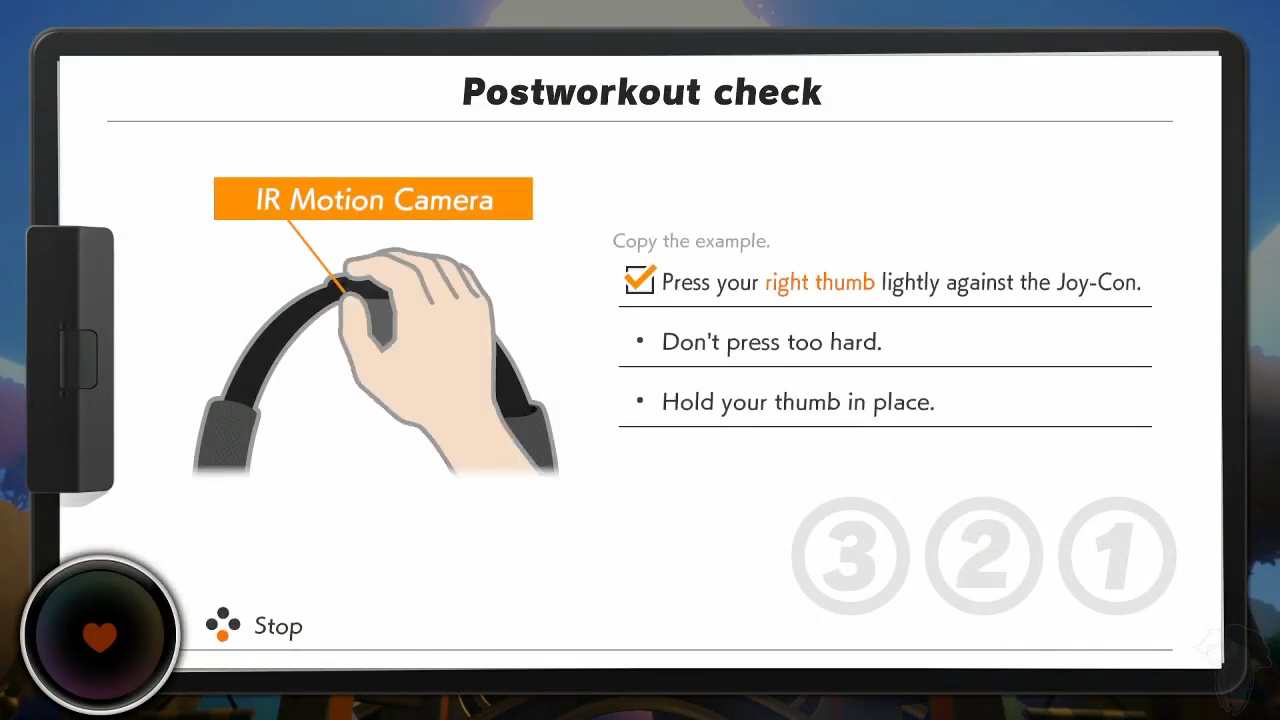 Postworkout check
IR Motion Camera
Copy the example.
Press your right thumb lightly against the Joy-Con.
• Don't press too hard.
• Hold your thumb in place.
3 2 1
Stop